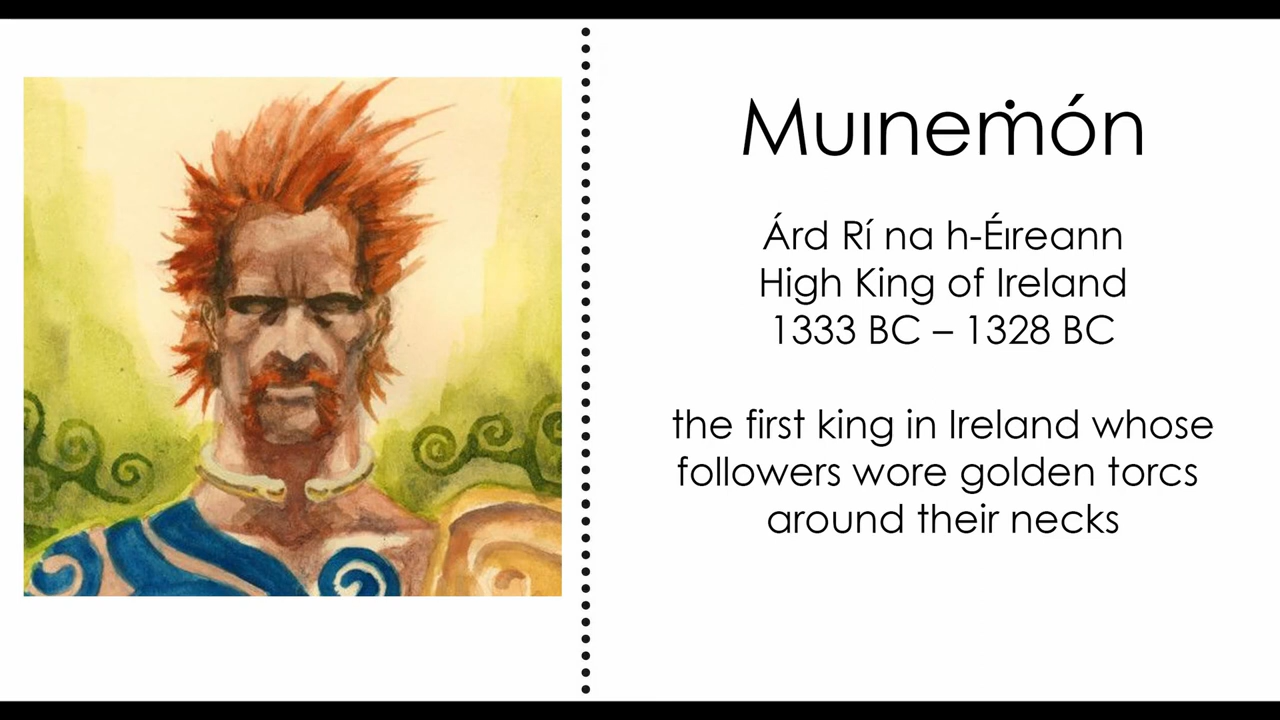 Muıneṁón
Árd Rí na h-Éıreann
High King of Ireland
1333 BC – 1328 BC
the first king in Ireland whose
followers wore golden torcs
around their necks